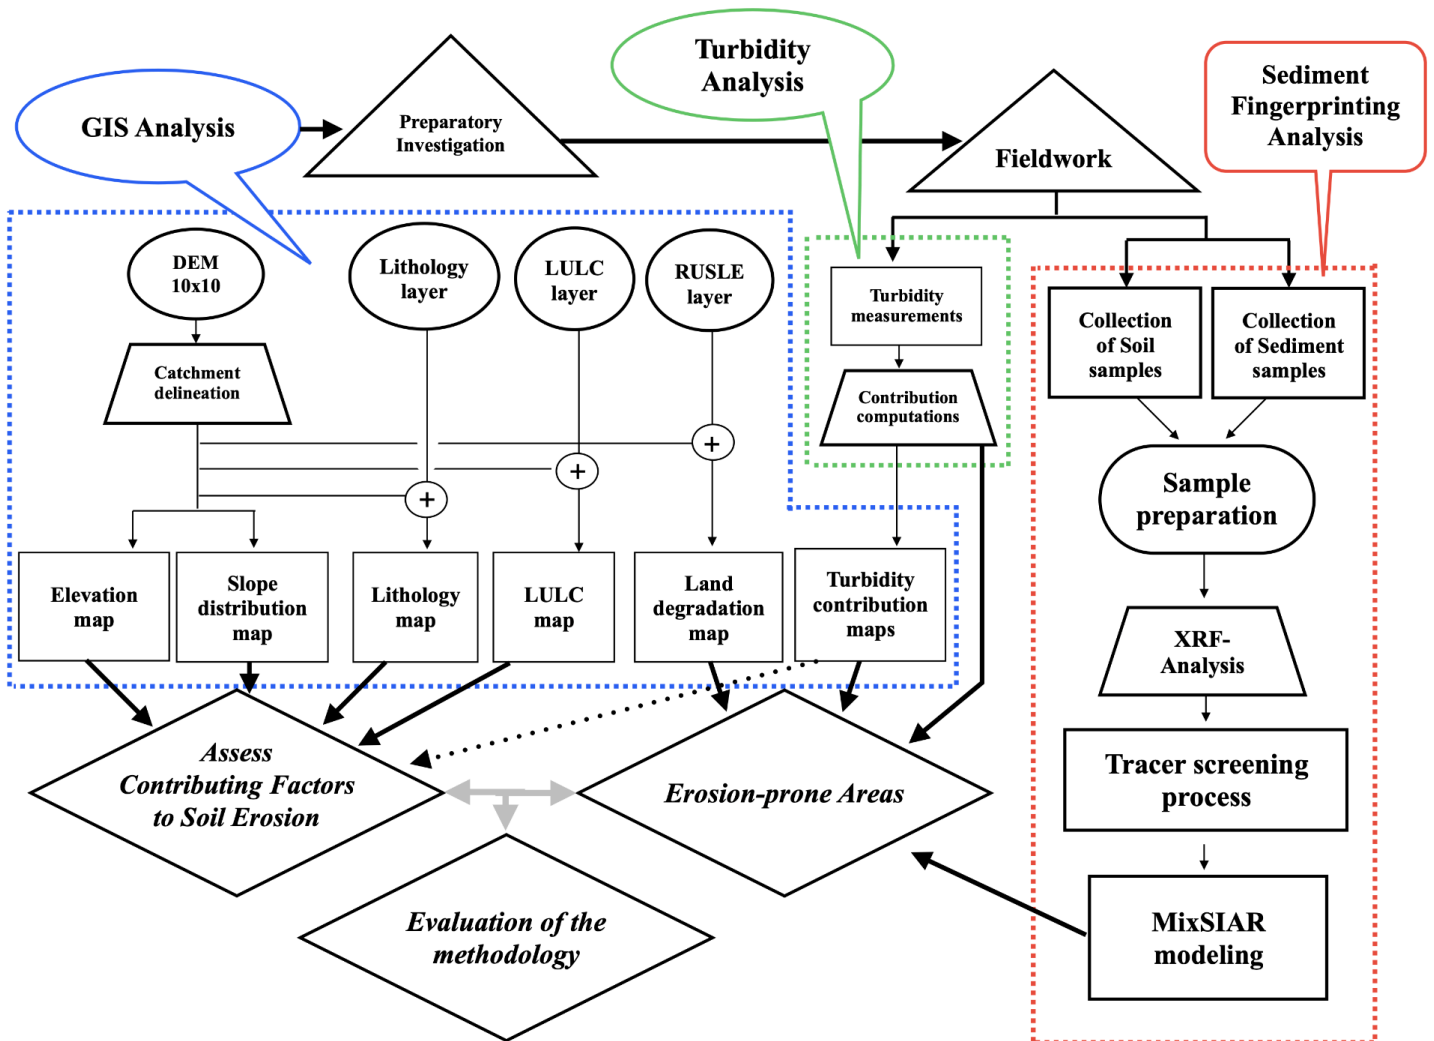 GIS Analysis
Preparatory
Investigation
Turbidity
Analysis
Fieldwork
Sediment
Fingerprinting
Analysis
DEM
10x10
Lithology
layer
LULC
layer
RUSLE
layer
Turbidity
measurements
Collection
of Soil
samples
Collection
of Sediment
samples
Catchment
delineation
Contribution
computations
+
+
+
Sample
preparation
Elevation
map
Slope
distribution
map
Lithology
map
LULC
map
Land
degradation
map
Turbidity
contribution
maps
XRF-
Analysis
Assess
Contributing Factors
to Soil Erosion
Erosion-prone Areas
Tracer screening
process
Evaluation of the
methodology
MixSIAR
modeling